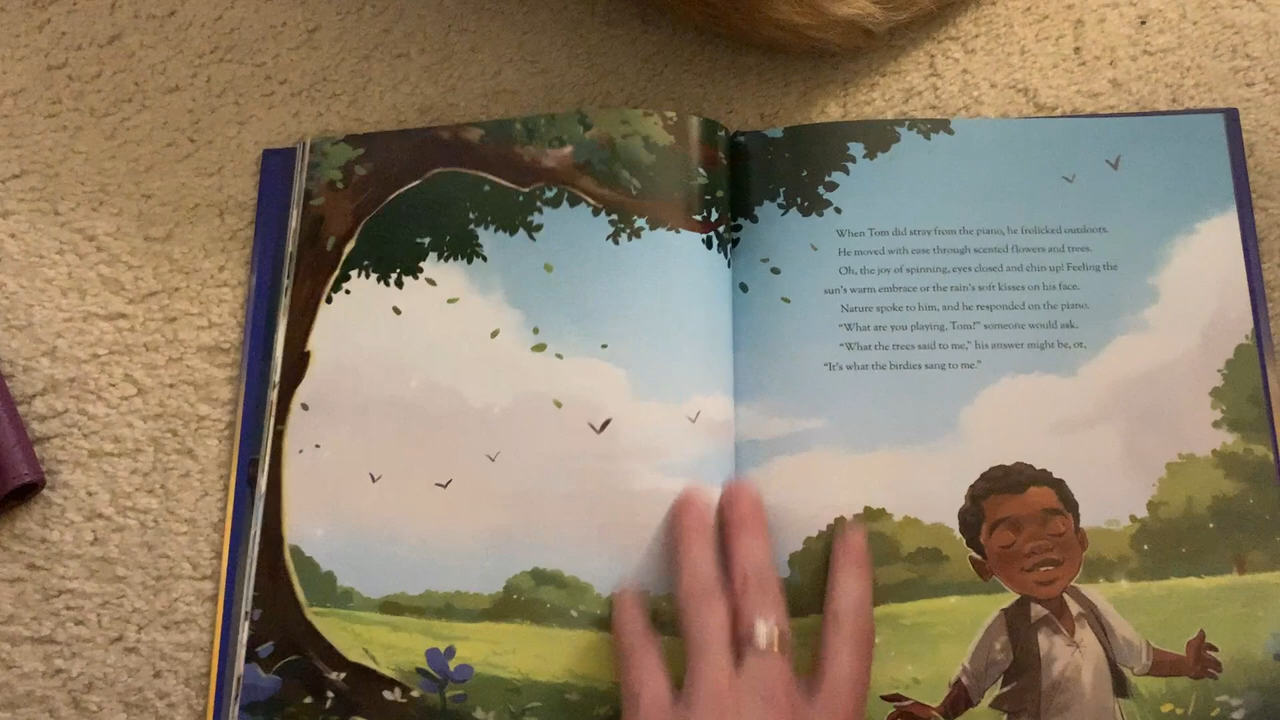 When Tom did stray from the piano, he frolicked outdoors.
He moved with ease through scented flowers and trees.
Oh, the joy of spinning, eyes closed and chin up! Feeling the
sun's warm embrace or the rain's soft kisses on his face.
Nature spoke to him, and he responded on the piano.
“What are you playing, Tom?” someone would ask.
“What the trees said to me,” his answer might be, or,
“It's what the birdies sang to me.”